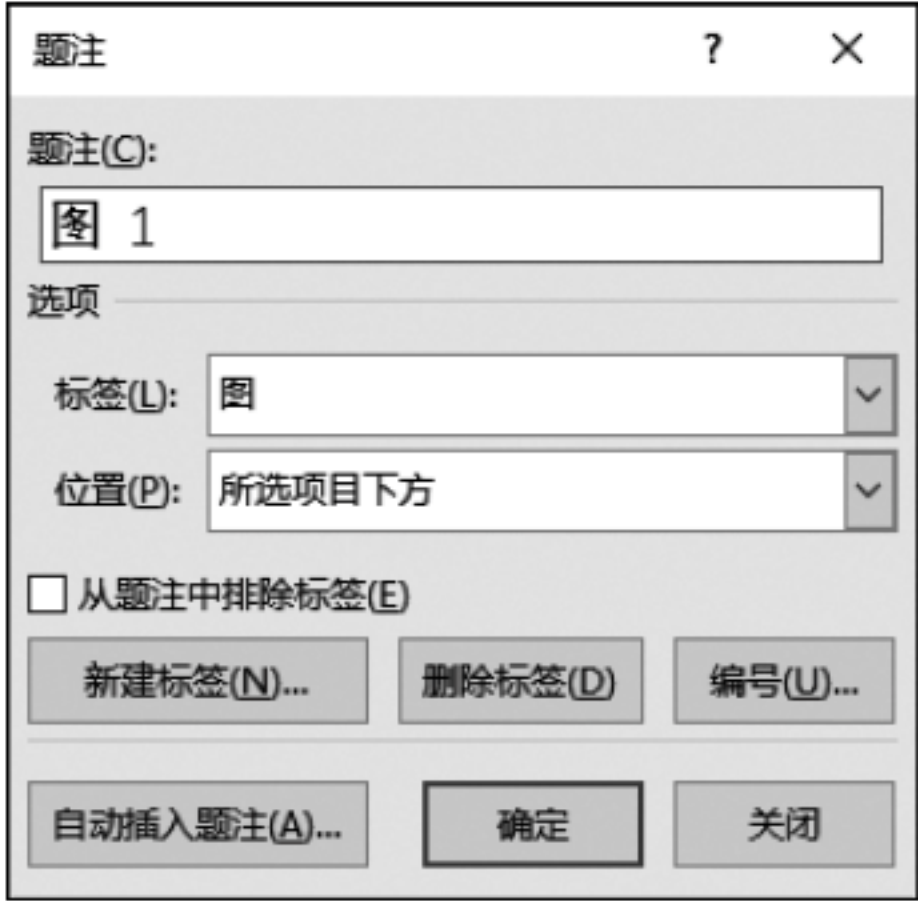 题注 ? ×
题注(C):
图 1
选项
标签(L): 图
位置(P): 所选项目下方
从题注中排除标签(E)
新建标签(N)... 删除标签(D) 编号(U)...
自动插入题注(A)... 确定 关闭